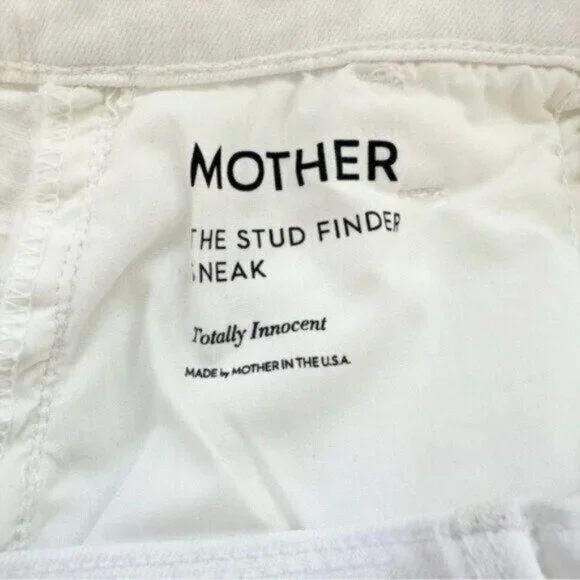 MOTHER
THE STUD FINDER
SNEAK
Totally Innocent
MADE by MOTHER IN THE U.S.A.